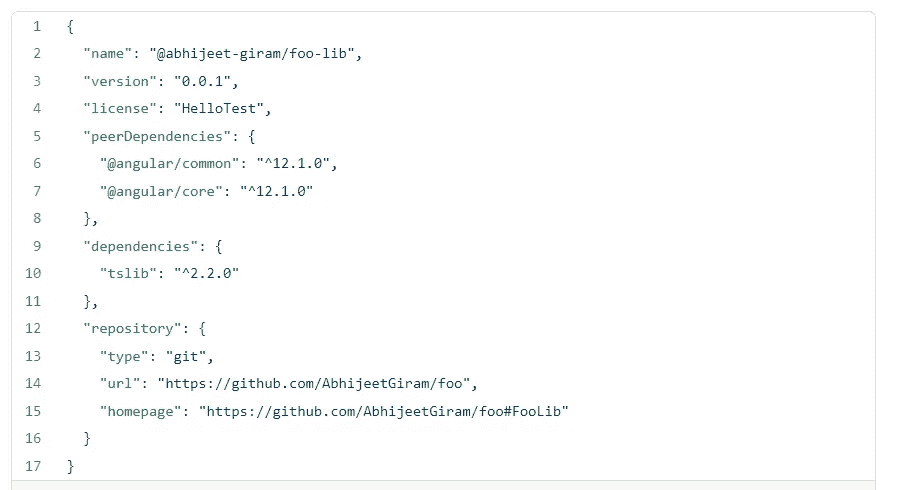 1 {
2 "name": "@abhijeet-giram/foo-lib",
3 "version": "0.0.1",
4 "license": "HelloTest",
5 "peerDependencies": {
6 "@angular/common": "^12.1.0",
7 "@angular/core": "^12.1.0"
8 },
9 "dependencies": {
10 "tslib": "^2.2.0"
11 },
12 "repository": {
13 "type": "git",
14 "url": "https://github.com/AbhijeetGiram/foo",
15 "homepage": "https://github.com/AbhijeetGiram/foo#FooLib"
16 }
17 }